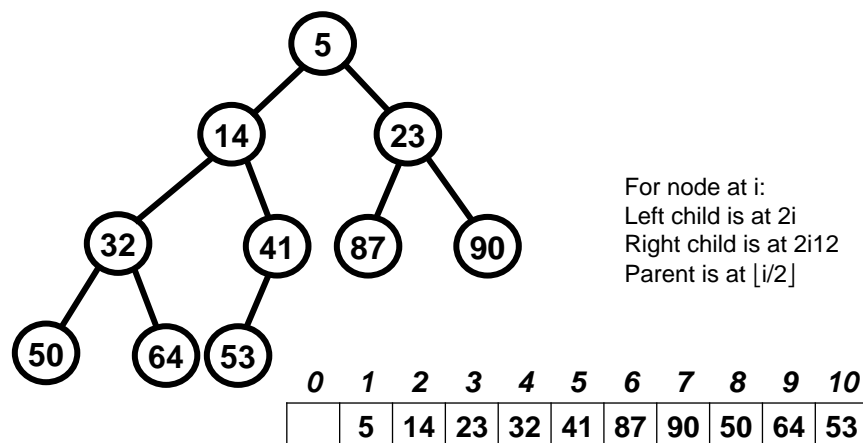 5
14 23
32 41 87 90
50 64 53
For node at i:
Left child is at 2i
Right child is at 2i12
Parent is at ⌊i/2⌋
0 1 2 3 4 5 6 7 8 9 10
5 14 23 32 41 87 90 50 64 53